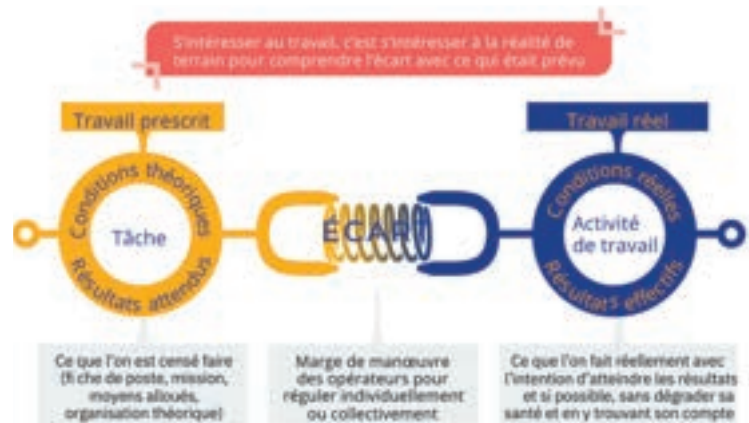 S'intéresser au travail, c'est s'intéresser à la réalité de
terrain pour comprendre l'écart avec ce qui était prévu
Travail prescrit
Travail réel
Conditions théoriques
Tâche
Résultats attendus
ÉCART
Conditions réelles
Activité
de travail
Résultats effectifs
Ce que l'on est censé faire
(fi che de poste, mission,
moyens alloués,
organisation théorique)
Marge de manœuvre
des opérateurs pour
réguler individuellement
ou collectivement
Ce que l'on fait réellement avec
l'intention d'atteindre les résultats
et si possible, sans dégrader sa
santé et en y trouvant son compte